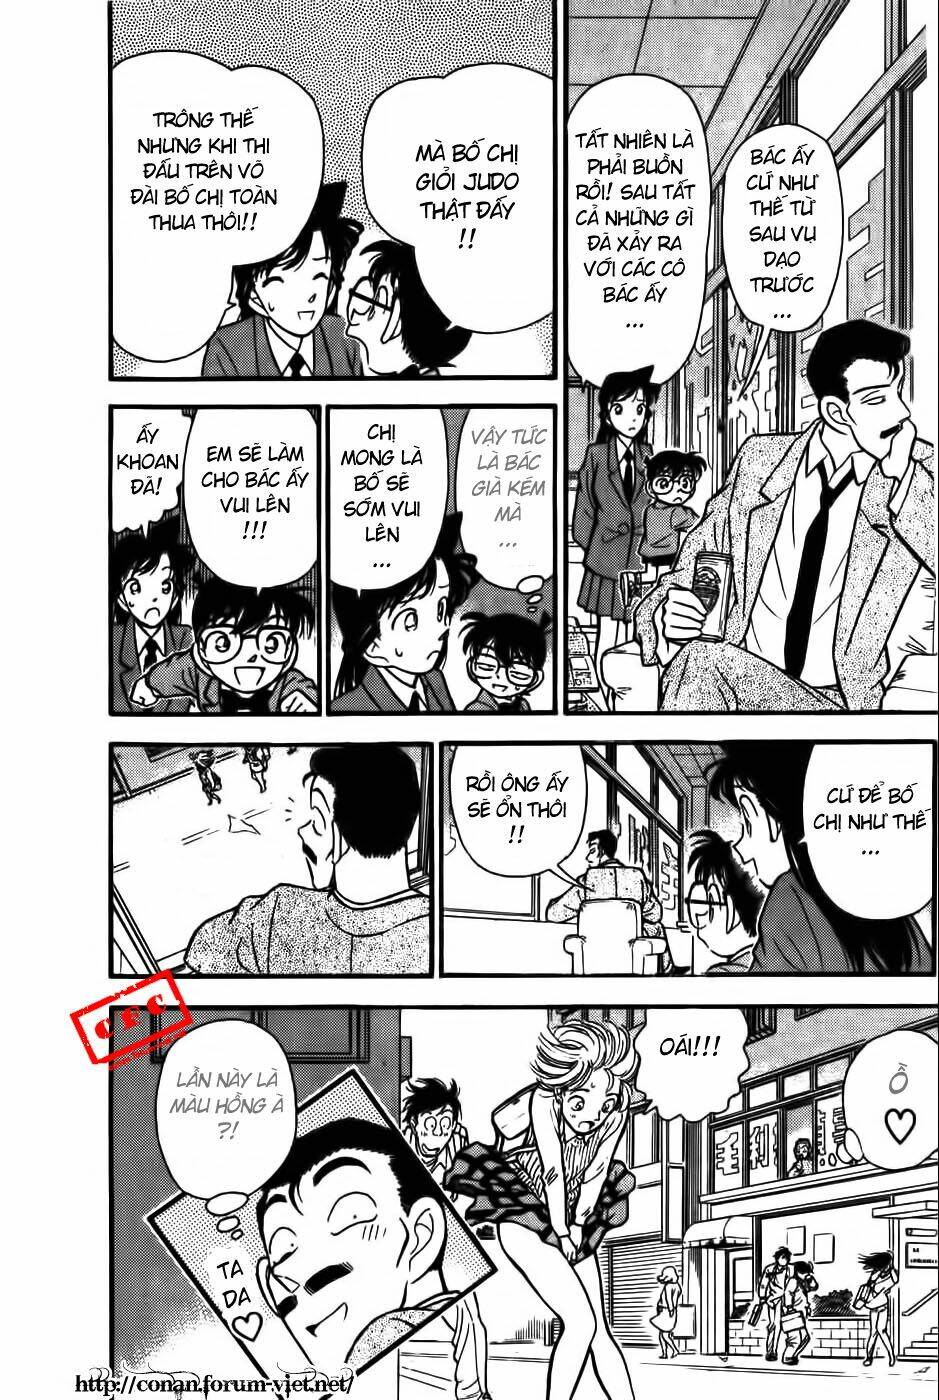 BÁC ẤY
CỨ NHƯ
THẾ TỪ
SAU VỤ
DẠO
TRƯỚC
...
TẤT NHIÊN LÀ
PHẢI BUỒN
RỒI! SAU TẤT
CẢ NHỮNG GÌ
ĐÃ XẢY RA
VỚI CÁC CÔ
BÁC ẤY
...
MÀ BỐ CHỊ
GIỎI JUDO
THẬT ĐẤY
!!
TRÔNG THẾ
NHƯNG KHI THI
ĐẤU TRÊN VÕ
ĐÀI BỐ CHỊ TOÀN
THUA THÔI!!
VẬY TỨC
LÀ BÁC
GIÀ KÉM
MÀ
...
CHỊ
MONG LÀ
BỐ SẼ
SỚM VUI
LÊN
...
EM SẼ LÀM
CHO BÁC ẤY
VUI LÊN
!!!
ẤY
KHOAN
ĐÃ!
CỨ ĐỂ BỐ
CHỊ NHƯ THẾ
...
RỒI ÔNG ẤY
SẼ ỔN THÔI
!!
Ồ
♡
OÁI!!!
LẦN NÀY LÀ
MÀU HỒNG À
?!
TA
DA
♡
CFC
毛利
http://conan.forum-viet.net/